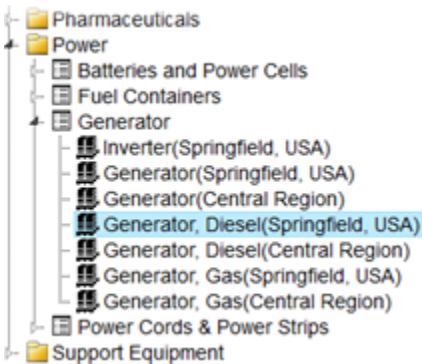 Pharmaceuticals
Power
Batteries and Power Cells
Fuel Containers
Generator
Inverter(Springfield, USA)
Generator(Springfield, USA)
Generator(Central Region)
Generator, Diesel(Springfield, USA)
Generator, Diesel(Central Region)
Generator, Gas(Springfield, USA)
Generator, Gas(Central Region)
Power Cords & Power Strips
Support Equipment